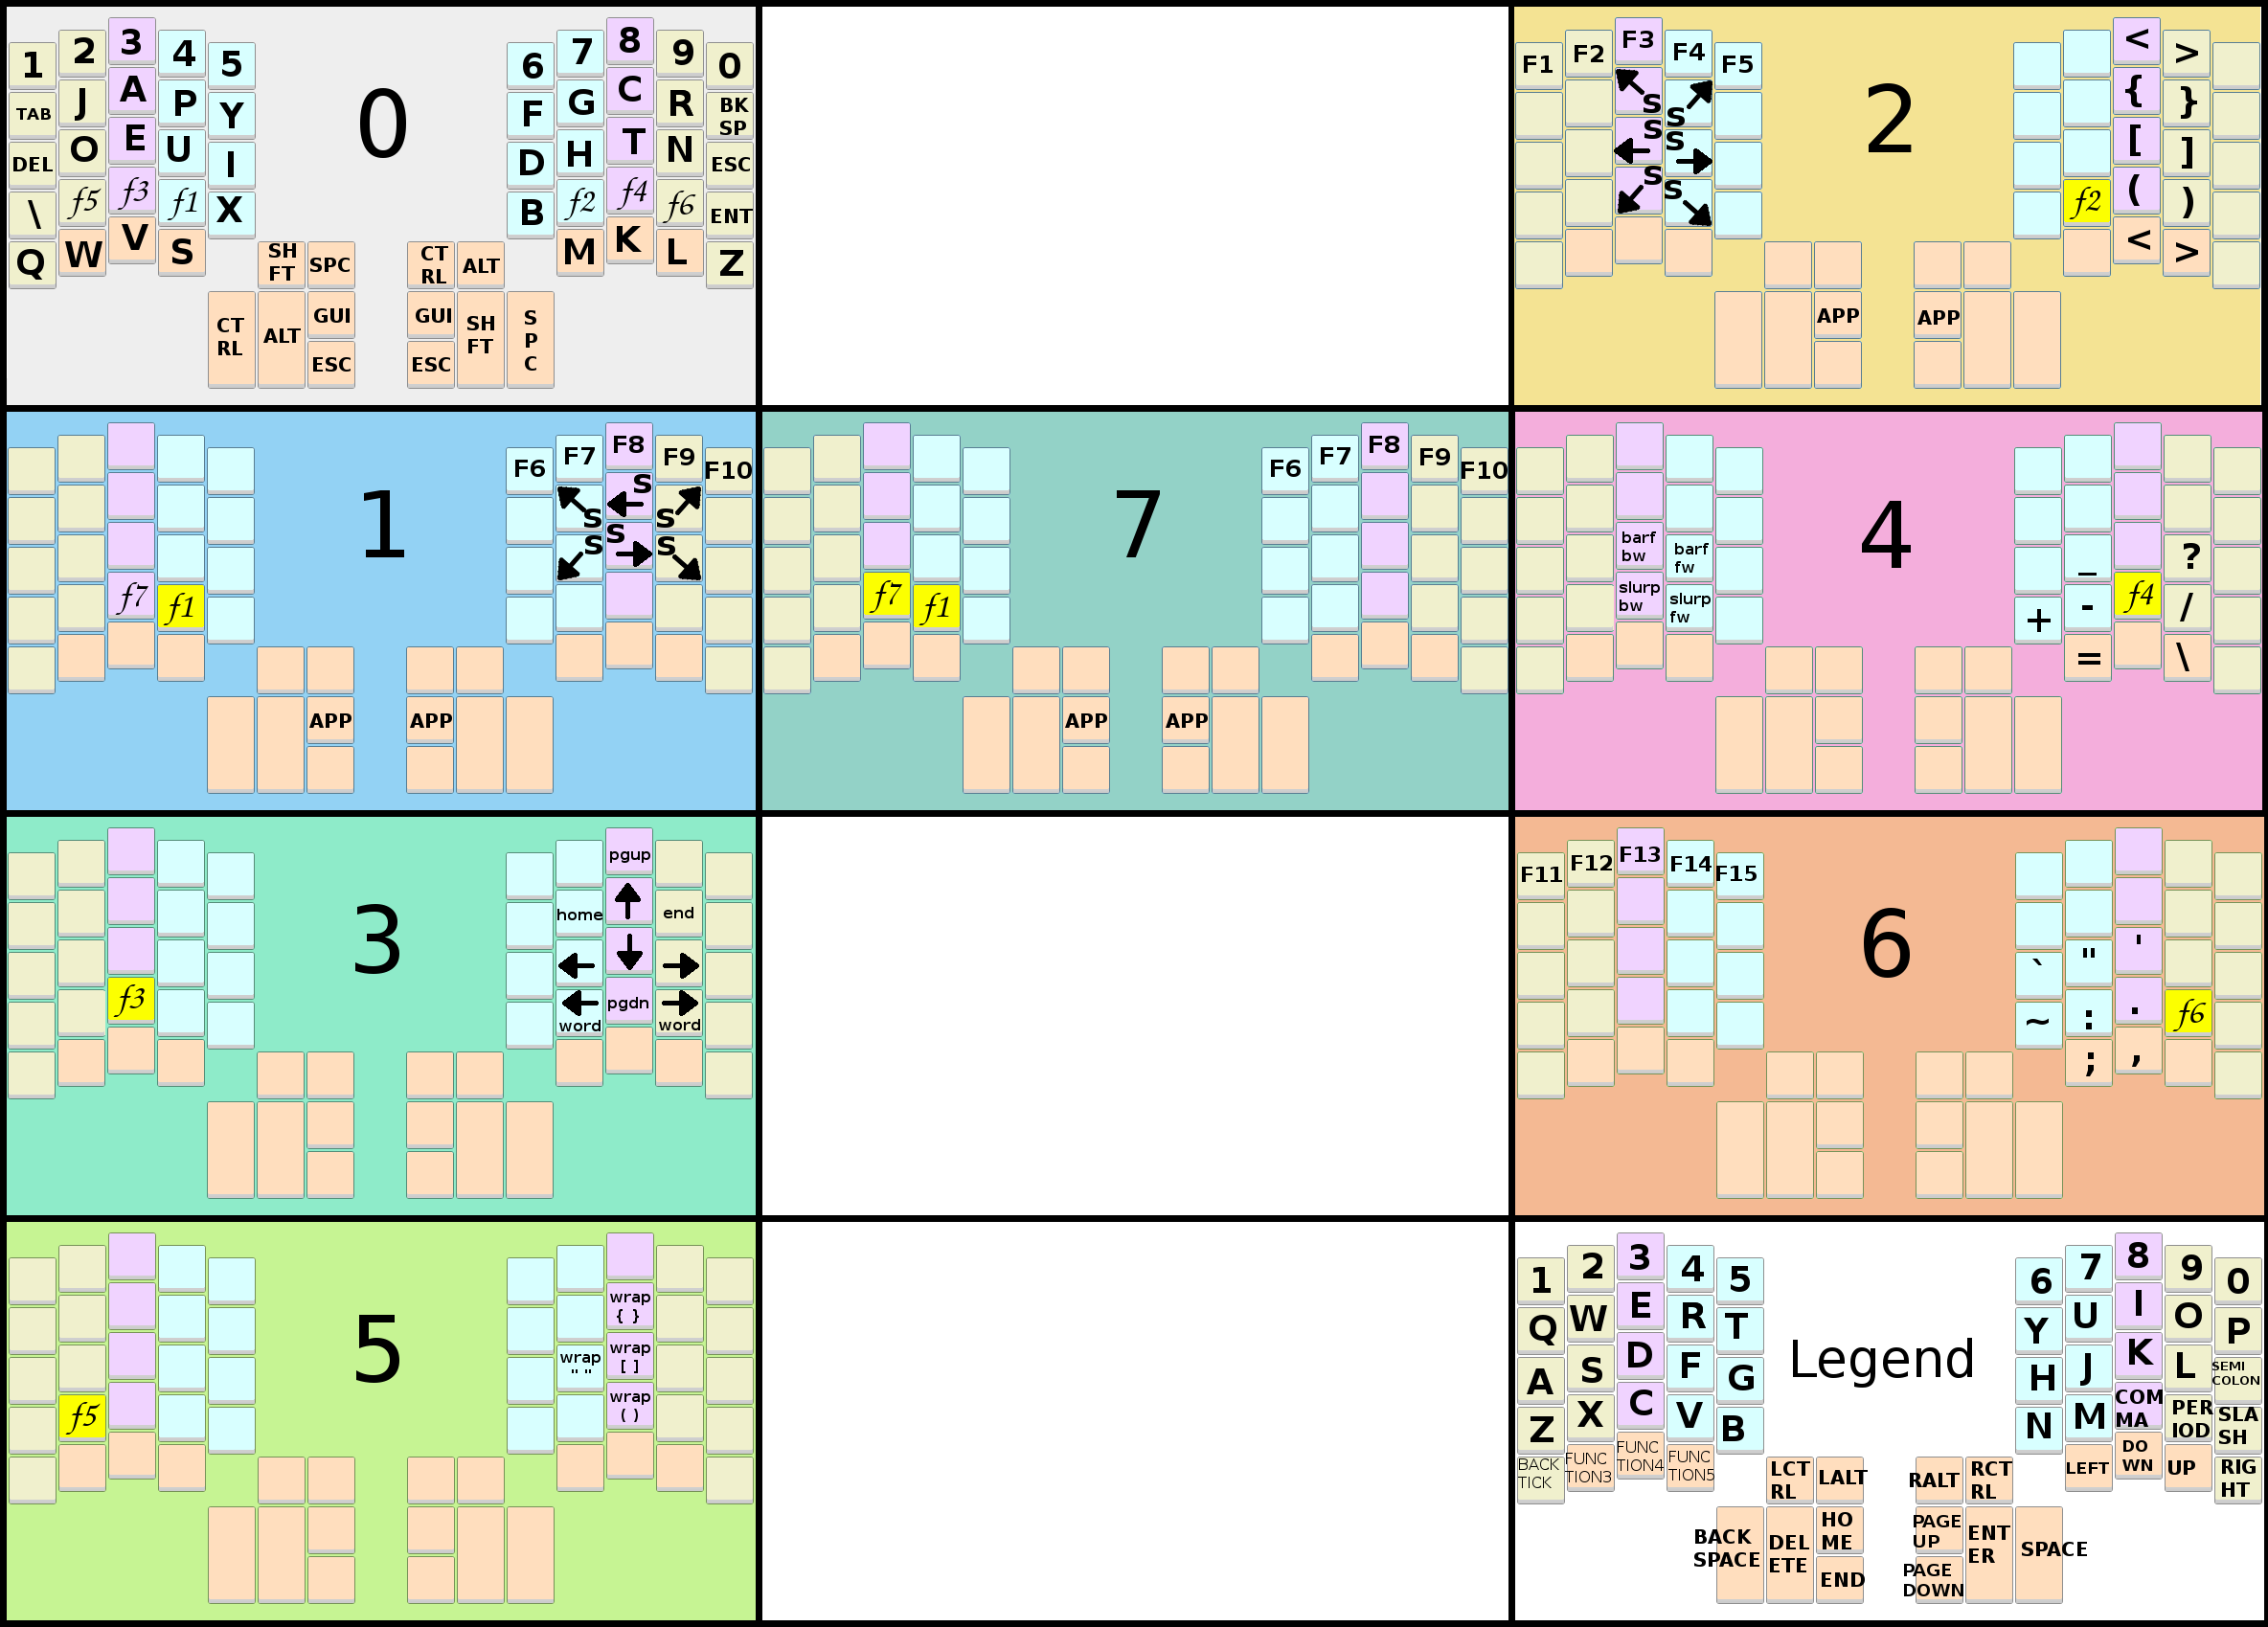 1 2 3 4 5
TAB J A P Y
DEL O E U I
\ f5 f3 f1 X
Q W V S
0
6 7 8 9 0
F G C R BK SP
D H T N ESC
B f2 f4 f6 ENT
M K L Z
SH FT SPC
CT RL ALT GUI
ESC
CT RL ALT
GUI SH FT S P C
ESC
F1 F2 F3 F4 F5
S S
S S
S S
2
< >
{ }
[ ]
f2 ( )
< >
APP APP
1
f7 f1
F6 F7 F8 F9 F10
S
S S
S
S S
APP APP
7
f7 f1
F6 F7 F8 F9 F10
APP APP
4
barf bw barf fw
slurp bw slurp fw
_ ?
+ - f4 /
= \
3
f3
pgup
home end
pgdn
word word
F11 F12 F13 F14 F15
6
` " '
~ : . f6
; ,
5
f5
wrap { }
wrap " " wrap [ ]
wrap ( )
Legend
1 2 3 4 5
Q W E R T
A S D F G
Z X C V B
BACK TICK FUNC TION3 FUNC TION4 FUNC TION5
6 7 8 9 0
Y U I O P
H J K L SEMI COLON
N M COM MA PER IOD SLA SH
LEFT DO WN UP RIG HT
LCT RL LALT
BACK SPACE DEL ETE HO ME
END
RALT RCT RL
PAGE UP ENT ER SPACE
PAGE DOWN